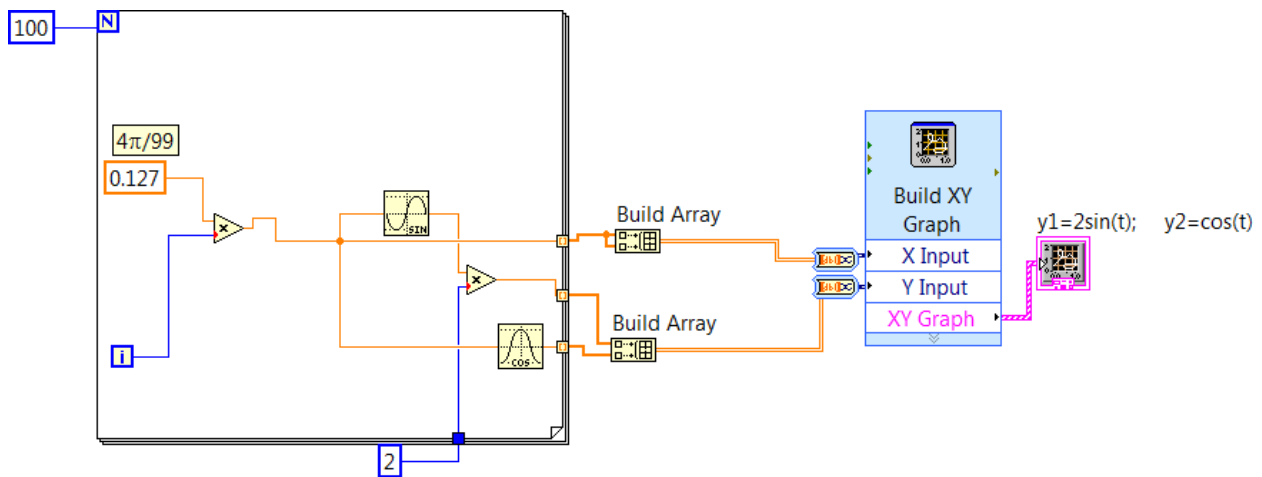 100
N
4π/99
0.127
i
2
SIN
COS
Build Array
Build Array
Build XY
Graph
X Input
Y Input
XY Graph
y1=2sin(t); y2=cos(t)